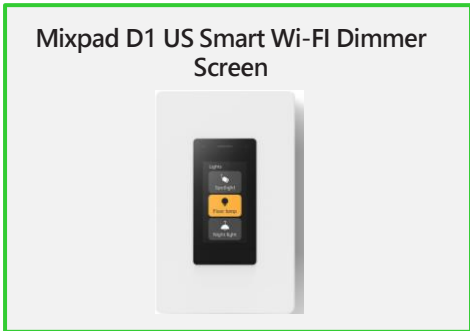 Mixpad D1 US Smart Wi-FI Dimmer
Screen
Lights
Spotlight
Floor lamp
Night light